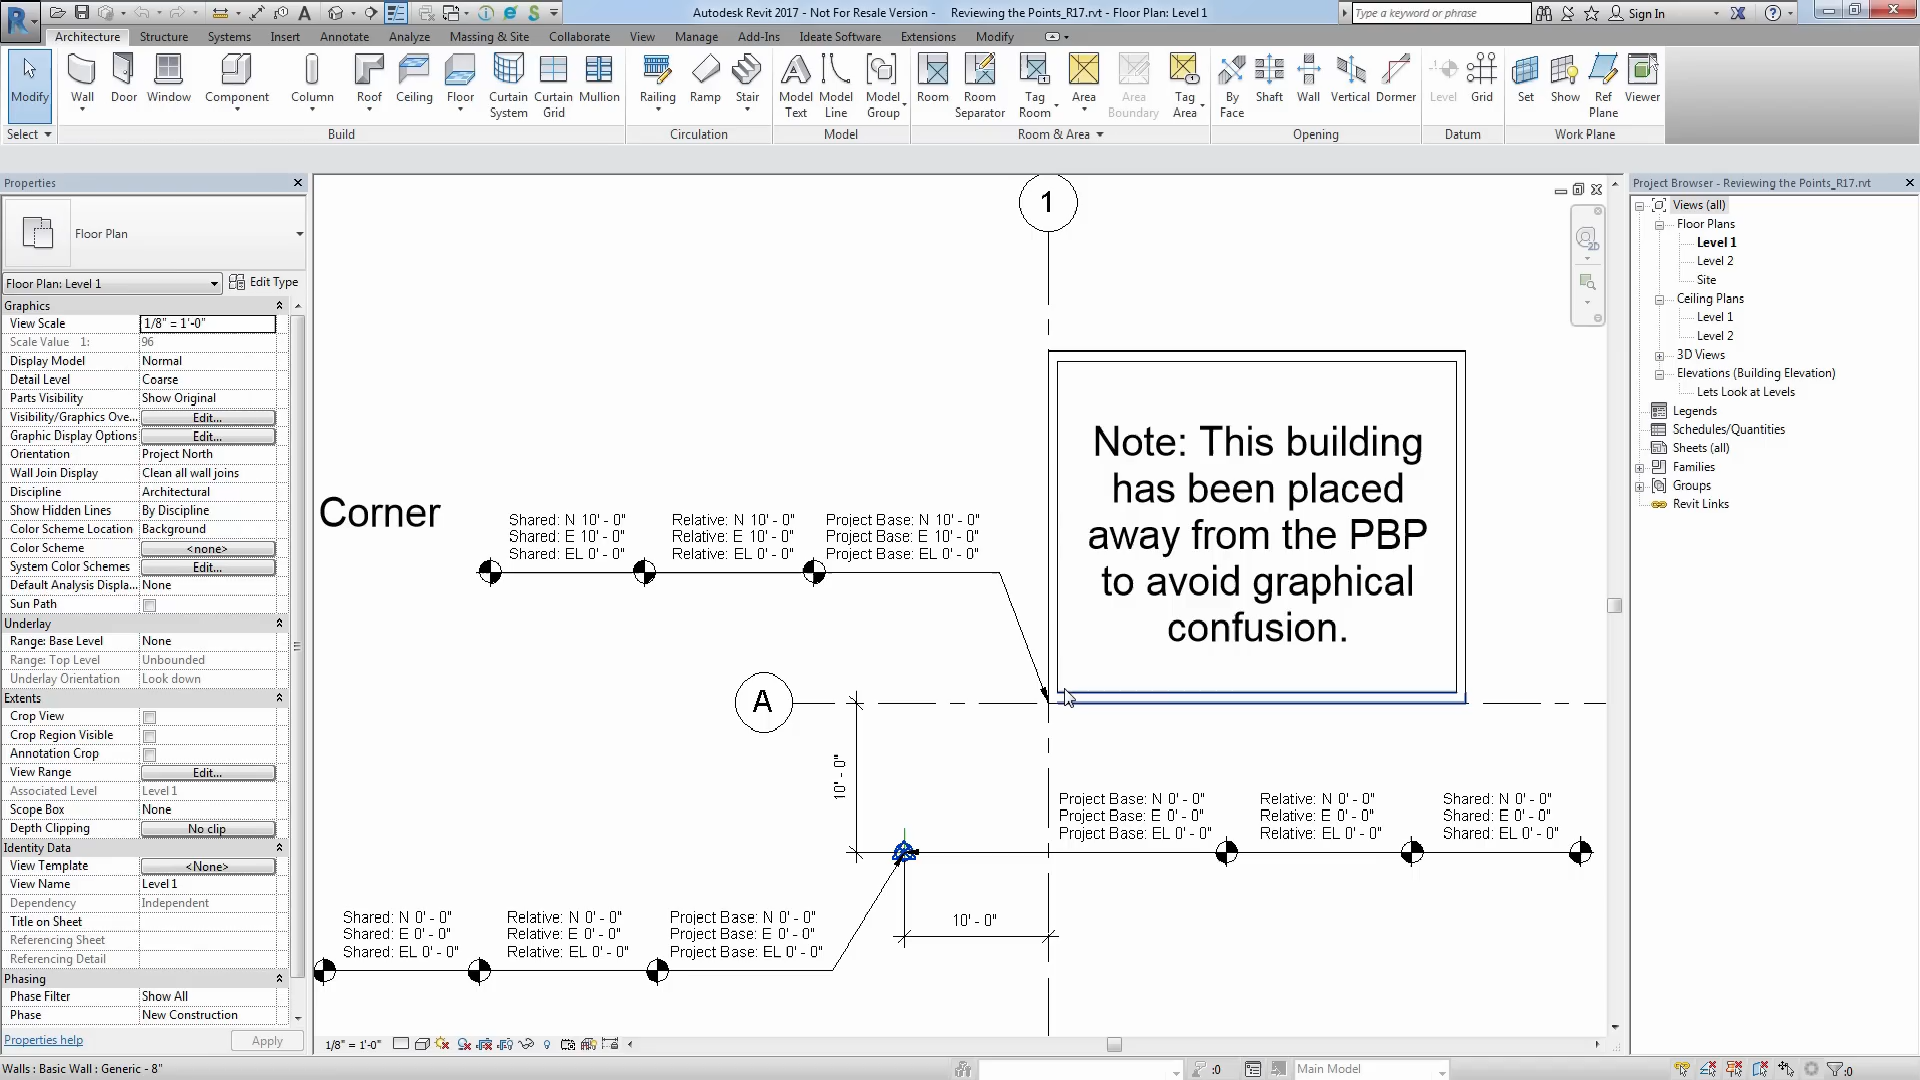 Autodesk Revit 2017 - Not For Resale Version - Reviewing the Points_R17.rvt - Floor Plan: Level 1
Type a keyword or phrase
Sign In
Architecture Structure Systems Insert Annotate Analyze Massing & Site Collaborate View Manage Add-Ins Ideate Software Extensions Modify
Modify
Wall
Door
Window
Component
Column
Roof
Ceiling
Floor
Curtain System
Curtain Grid
Mullion
Railing
Ramp
Stair
Model Text
Model Line
Model Group
Room
Room Separator
Tag Room
Area
Area Boundary
Tag Area
By Face
Shaft
Wall
Vertical
Dormer
Level
Grid
Set
Show
Ref Plane
Viewer
Select
Build
Circulation
Model
Room & Area
Opening
Datum
Work Plane
Properties
Floor Plan
Floor Plan: Level 1
Edit Type
Graphics
View Scale 1/8" = 1'-0"
Scale Value 1: 96
Display Model Normal
Detail Level Coarse
Parts Visibility Show Original
Visibility/Graphics Ove... Edit...
Graphic Display Options Edit...
Orientation Project North
Wall Join Display Clean all wall joins
Discipline Architectural
Show Hidden Lines By Discipline
Color Scheme Location Background
Color Scheme <none>
System Color Schemes Edit...
Default Analysis Displa... None
Sun Path
Underlay
Range: Base Level None
Range: Top Level Unbounded
Underlay Orientation Look down
Extents
Crop View
Crop Region Visible
Annotation Crop
View Range Edit...
Associated Level Level 1
Scope Box None
Depth Clipping No clip
Identity Data
View Template <None>
View Name Level 1
Dependency Independent
Title on Sheet
Referencing Sheet
Referencing Detail
Phasing
Phase Filter Show All
Phase New Construction
Properties help
Apply
1
Corner
Shared: N 10' - 0"
Shared: E 10' - 0"
Shared: EL 0' - 0"
Relative: N 10' - 0"
Relative: E 10' - 0"
Relative: EL 0' - 0"
Project Base: N 10' - 0"
Project Base: E 10' - 0"
Project Base: EL 0' - 0"
Note: This building
has been placed
away from the PBP
to avoid graphical
confusion.
A
10' - 0"
Project Base: N 0' - 0"
Project Base: E 0' - 0"
Project Base: EL 0' - 0"
Relative: N 0' - 0"
Relative: E 0' - 0"
Relative: EL 0' - 0"
Shared: N 0' - 0"
Shared: E 0' - 0"
Shared: EL 0' - 0"
10' - 0"
Shared: N 0' - 0"
Shared: E 0' - 0"
Shared: EL 0' - 0"
Relative: N 0' - 0"
Relative: E 0' - 0"
Relative: EL 0' - 0"
Project Base: N 0' - 0"
Project Base: E 0' - 0"
Project Base: EL 0' - 0"
2D
Project Browser - Reviewing the Points_R17.rvt
Views (all)
Floor Plans
Level 1
Level 2
Site
Ceiling Plans
Level 1
Level 2
3D Views
Elevations (Building Elevation)
Lets Look at Levels
Legends
Schedules/Quantities
Sheets (all)
Families
Groups
Revit Links
1/8" = 1'-0"
Walls : Basic Wall : Generic - 8"
:0
Main Model
:0